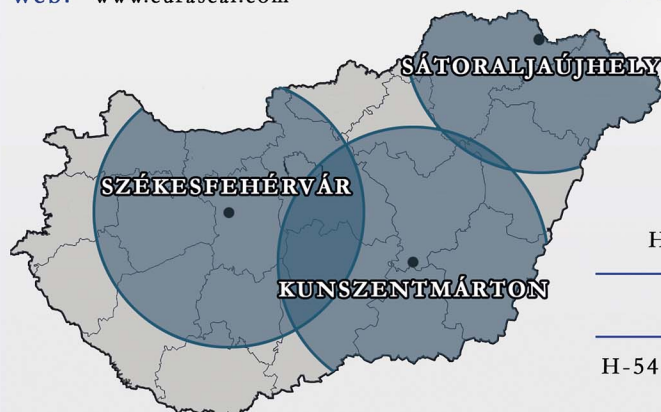 SÁTORALJAÚJHELY
SZÉKESFEHÉRVÁR
KUNSZENTMÁRTON
H
H-54